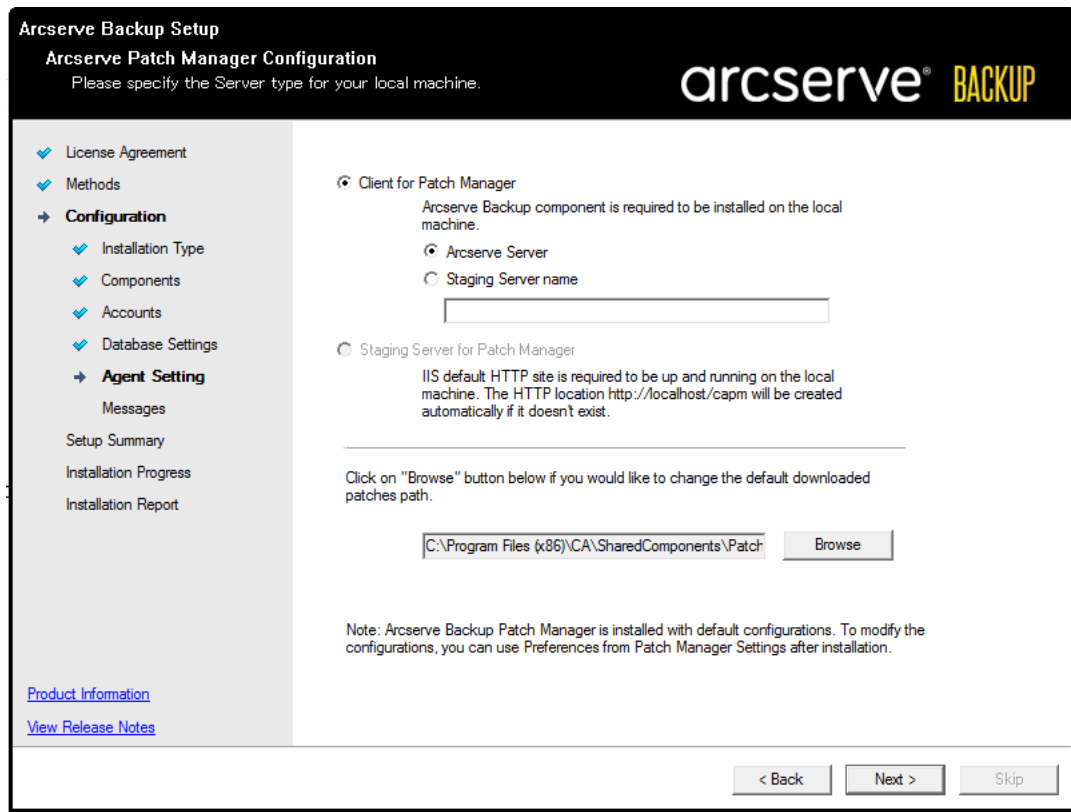 Arcserve Backup Setup
Arcserve Patch Manager Configuration
Please specify the Server type for your local machine.
arcserve® BACKUP
License Agreement
Methods
Configuration
Installation Type
Components
Accounts
Database Settings
Agent Setting
Messages
Setup Summary
Installation Progress
Installation Report
Product Information
View Release Notes
Client for Patch Manager
Arcserve Backup component is required to be installed on the local
machine.
Arcserve Server
Staging Server name
Staging Server for Patch Manager
IIS default HTTP site is required to be up and running on the local
machine. The HTTP location http://localhost/capm will be created
automatically if it doesn't exist.
Click on "Browse" button below if you would like to change the default downloaded
patches path.
C:\Program Files (x86)\CA\SharedComponents\Patch
Browse
Note: Arcserve Backup Patch Manager is installed with default configurations. To modify the
configurations, you can use Preferences from Patch Manager Settings after installation.
< Back
Next >
Skip